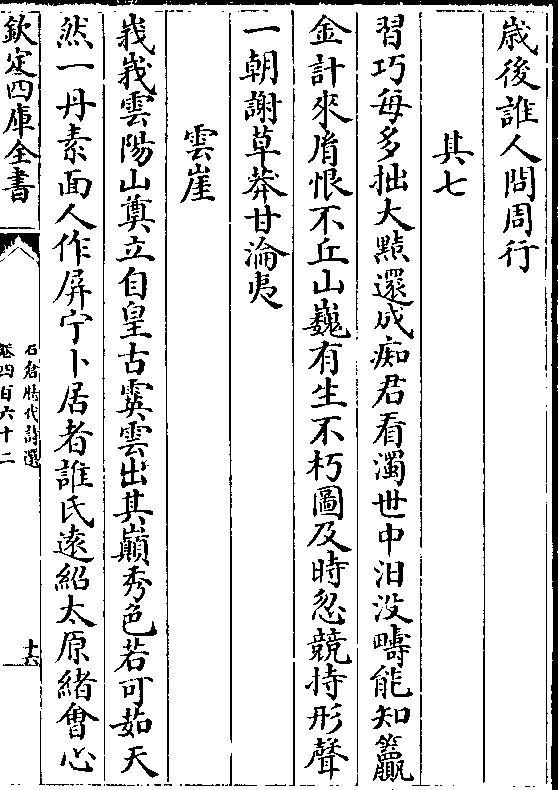 歲後誰人問周行
其七
習巧每多拙大黠還成痴君看濁世中汨没疇能知籯
金計來脣恨不丘山巍有生不朽圖及時忽競持形聲
一朝謝草莽甘淪夷
雲崖
峩峩雲陽山奠立自皇古霙雲出其巔秀色若可茹天
然一丹素面人作屏宁卜居者誰氏遠紹太原緒㑹心
欽定四庫全書
石倉歴代詩選
卷四百六十二
十六